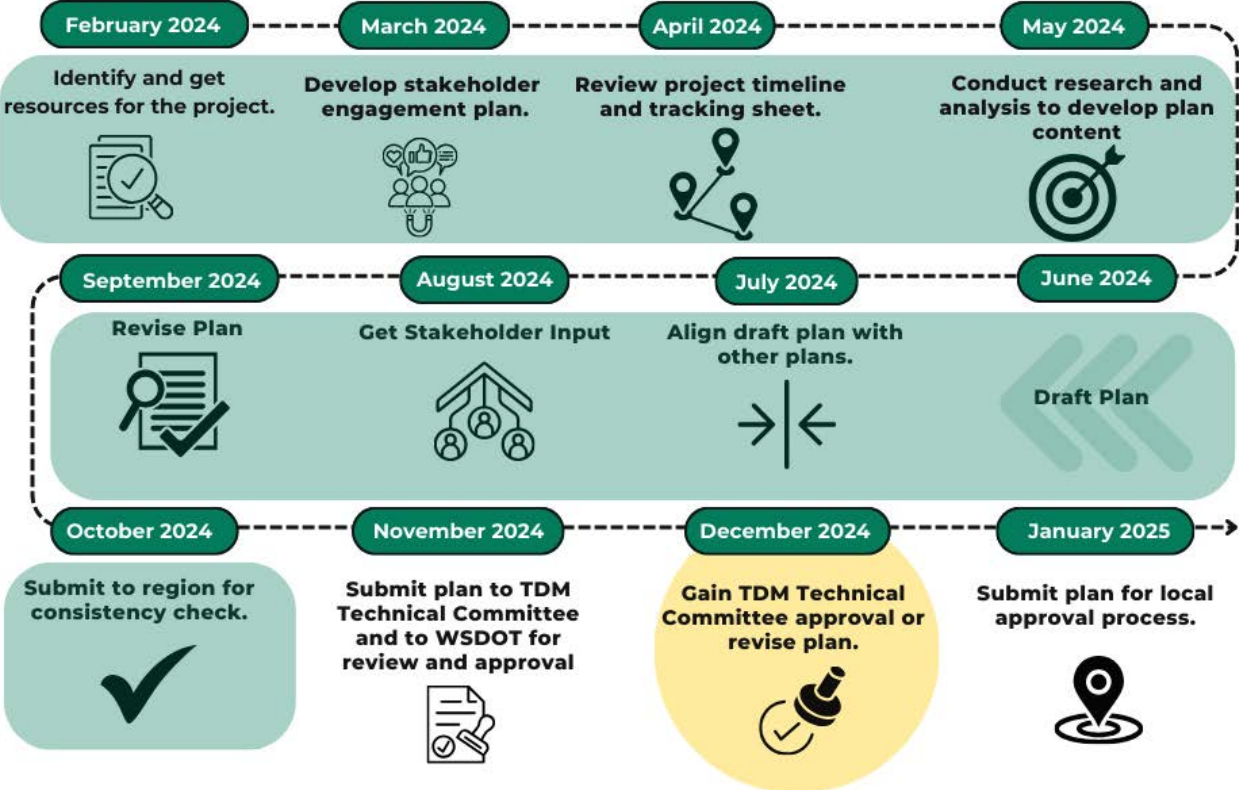 February 2024
March 2024
April 2024
May 2024
Identify and get
resources for the project.
Develop stakeholder
engagement plan.
Review project timeline
and tracking sheet.
Conduct research and
analysis to develop plan
content
June 2024
July 2024
August 2024
September 2024
Draft Plan
Align draft plan with
other plans.
Get Stakeholder Input
Revise Plan
October 2024
November 2024
December 2024
January 2025
Submit to region for
consistency check.
Submit plan to TDM
Technical Committee
and to WSDOT for
review and approval
Gain TDM Technical
Committee approval or
revise plan.
Submit plan for local
approval process.